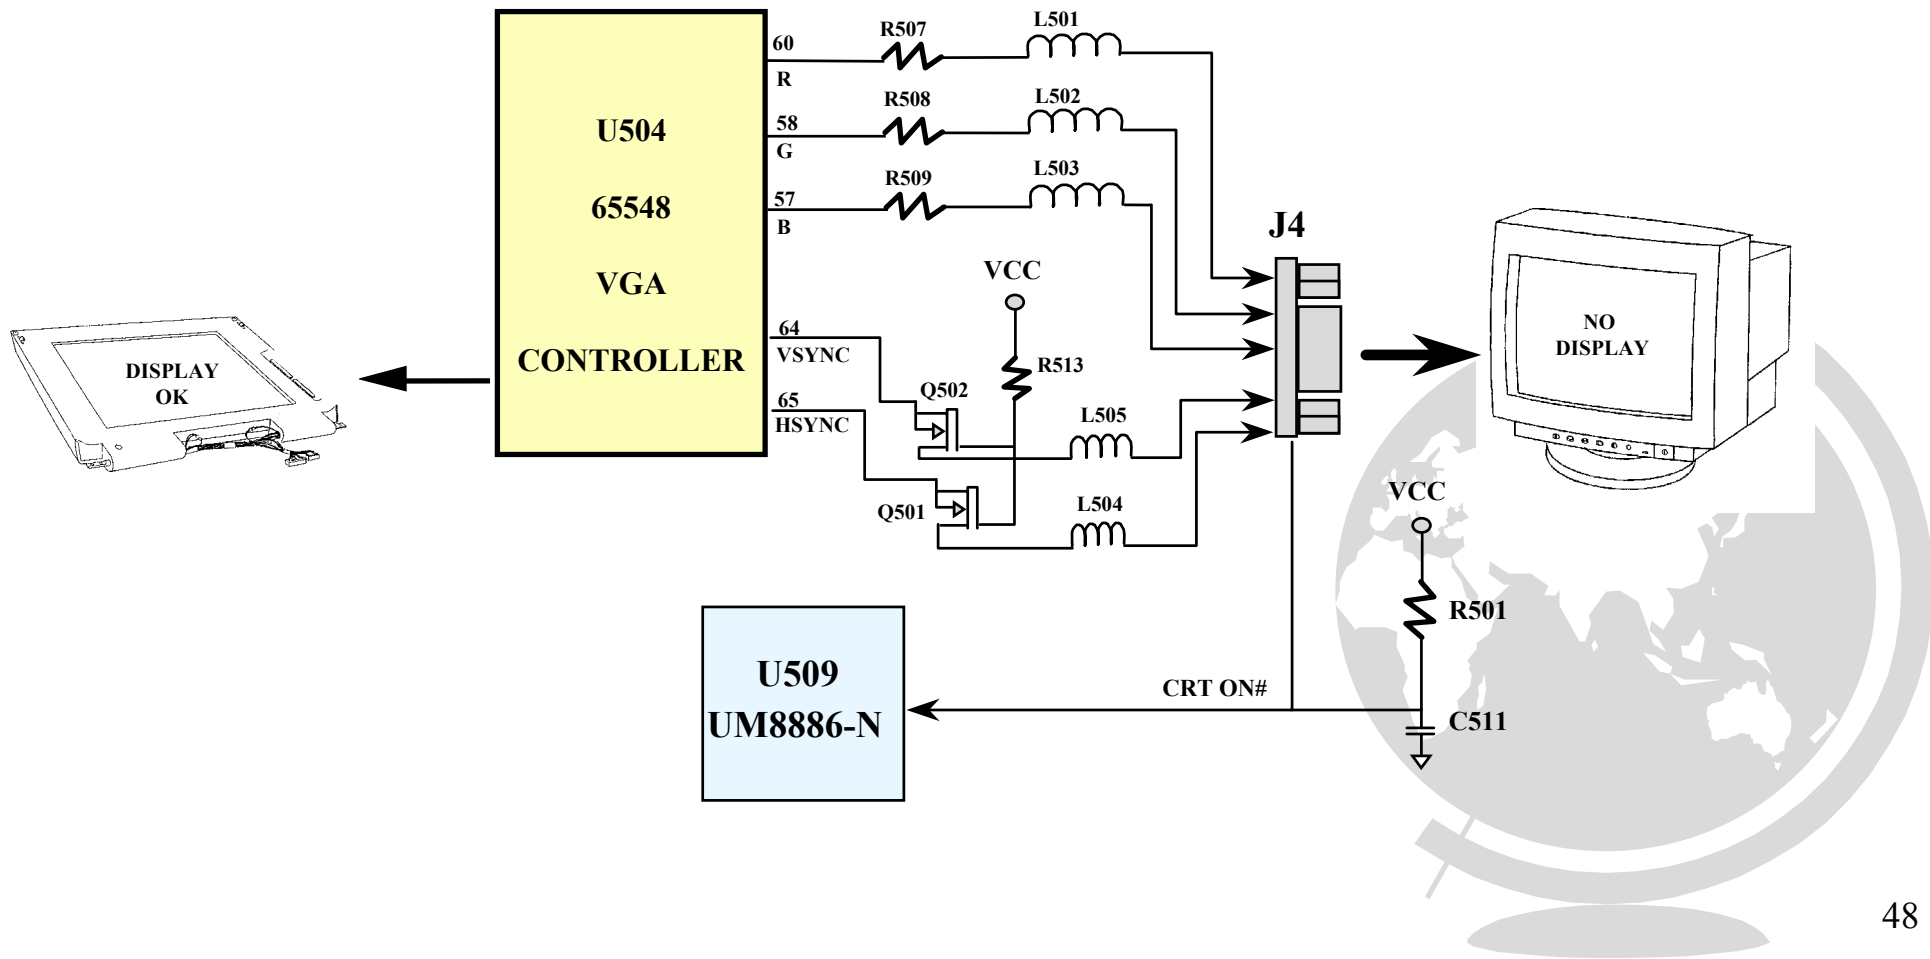 L501
R507
60
R
L502
R508
58
G
U504
L503
R509
65548
57
B
J4
VCC
VGA
64
VSYNC
CONTROLLER
R513
NO
DISPLAY
DISPLAY
OK
Q502
65
HSYNC
L505
Q501
L504
VCC
R501
U509
UM8886-N
CRT ON#
C511
48